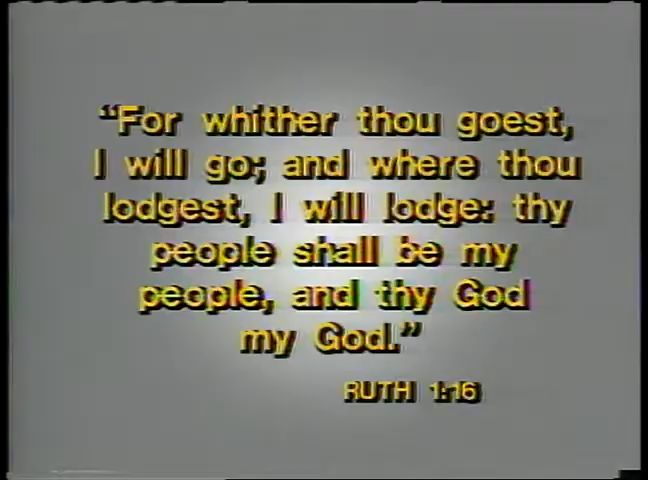 “For whither thou goest,
I will go; and where thou
lodgest, I will lodge: thy
people shall be my
people, and thy God
my God.”
RUTH 1:16